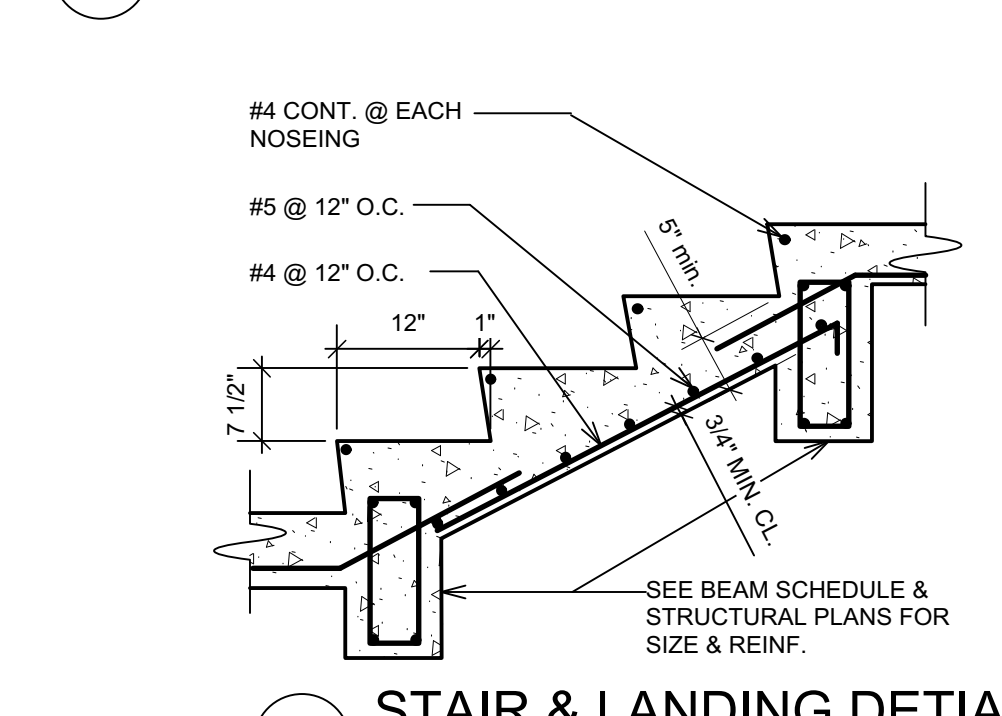 #4 CONT. @ EACH
NOSEING
#5 @ 12" O.C.
#4 @ 12" O.C.
5" min.
12"
1"
7 1/2"
3/4" MIN. CL.
SEE BEAM SCHEDULE &
STRUCTURAL PLANS FOR
SIZE & REINF.
STAIR & LANDING DETIA